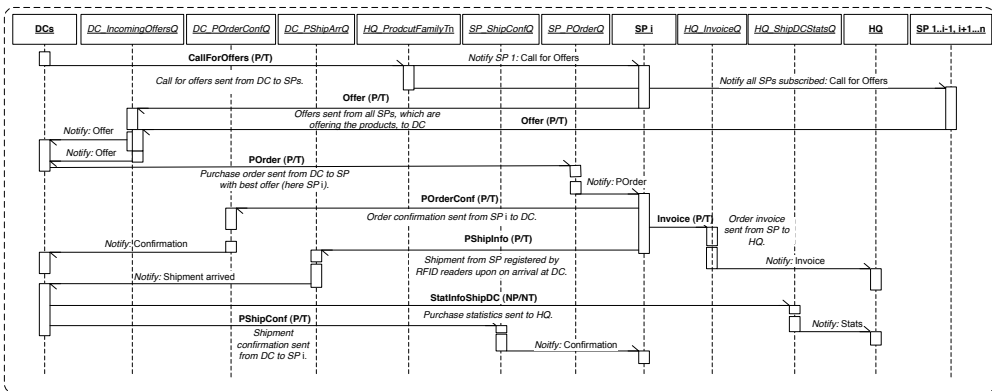 DCs DC_IncomingOffersQ DC_POrderConfQ DC_PShipArrQ HQ_ProdcutFamilyTn SP_ShipConfQ SP_POrderQ SP i HQ_InvoiceQ HQ_ShipDCStatsQ HQ SP 1..i-1, i+1...n
CallForOffers (P/T)
Notify SP 1: Call for Offers
Call for offers sent from DC to SPs.
Notify all SPs subscribed: Call for Offers
Offer (P/T)
Offers sent from all SPs, which are
offering the products, to DC
Offer (P/T)
Notify: Offer
Notify: Offer
POrder (P/T)
Purchase order sent from DC to SP
with best offer (here SP i).
Notify: POrder
POrderConf (P/T)
Order confirmation sent from SP i to DC.
Invoice (P/T)
Order invoice
sent from SP to
HQ.
Notify: Confirmation
PShipInfo (P/T)
Shipment from SP registered by
RFID readers upon on arrival at DC.
Notify: Invoice
Notify: Shipment arrived
StatInfoShipDC (NP/NT)
Purchase statistics sent to HQ.
PShipConf (P/T)
Notify: Stats
Shipment
confirmation sent
from DC to SP i.
Notify: Confirmation